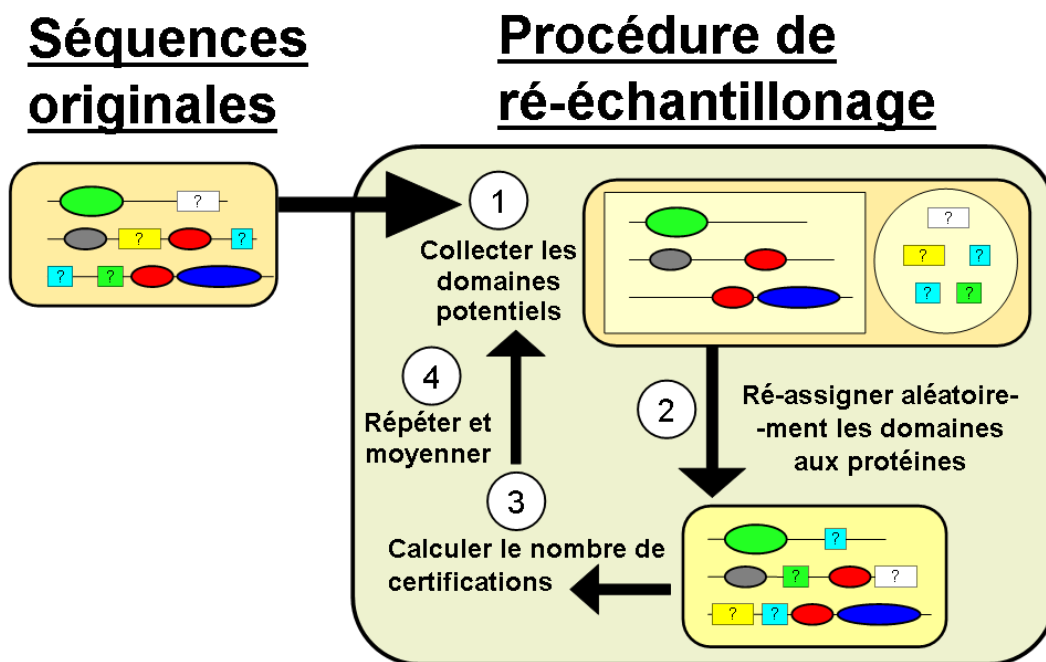 Séquences
originales
Procédure de
ré-échantillonage
?
? ?
? ?
1
Collecter les
domaines
potentiels
?
? ?
? ?
4
Répéter et
moyenner
2
Ré-assigner aléatoire-
-ment les domaines
aux protéines
3
Calculer le nombre de
certifications
?
? ?
? ?